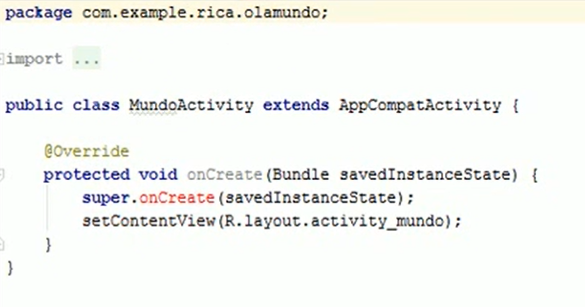 package com.example.rica.olamundo;
import ...
public class MundoActivity extends AppCompatActivity {
@Override
protected void onCreate(Bundle savedInstanceState) {
super.onCreate(savedInstanceState);
setContentView(R.layout.activity_mundo);
}
}